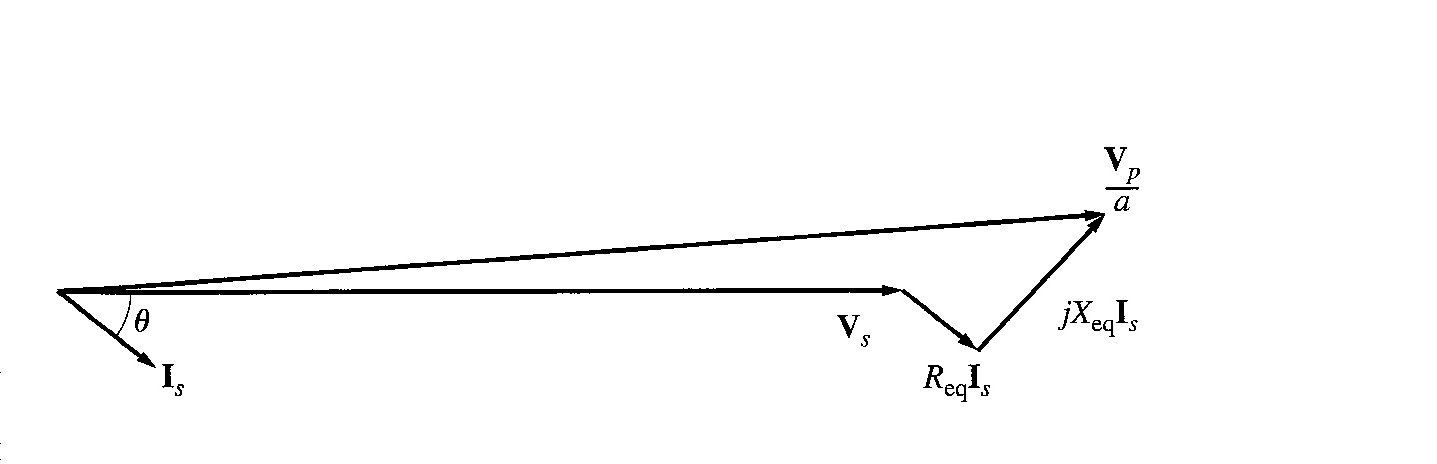 V_p
a
θ
jX_eq I_s
V_s
I_s
R_eq I_s